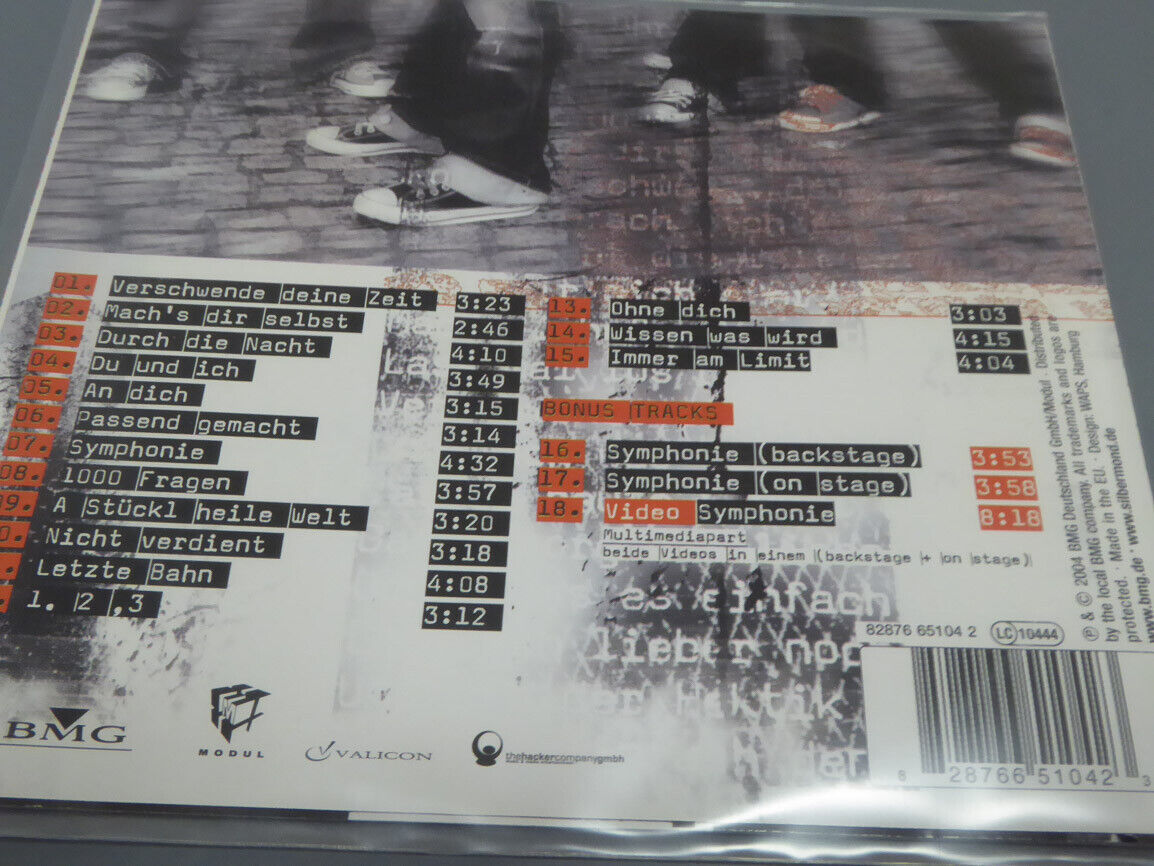 01. Verschwende deine Zeit 3:23
02. Mach's dir selbst 2:46
03. Durch die Nacht 4:10
04. Du und ich 3:49
05. An dich 3:15
06. Passend gemacht 3:14
07. Symphonie 4:32
08. 1000 Fragen 3:57
09. A Stückl heile Welt 3:20
0. Nicht verdient 3:18
. Letzte Bahn 4:08
. 1, 2 ,3 3:12
13. Ohne dich 3:03
14. Wissen was wird 4:15
15. Immer am Limit 4:04
BONUS TRACKS
16. Symphonie (backstage) 3:53
17. Symphonie (on stage) 3:58
18. Video Symphonie 8:18
Multimediapart
beide Videos in einem (backstage + on stage)
es einfach
lieber noc
Hektik
82876 65104 2 LC 10444
℗ & © 2004 BMG Deutschland GmbH/Modul · Distributed
by the local BMG company. All trademarks and logos are
protected. · Made in the EU. · Design: WAPS, Hamburg
www.bmg.de · www.silbermond.de
BMG
MODUL
VALICON
thehackercompanygmbh
8 28766 51042 3